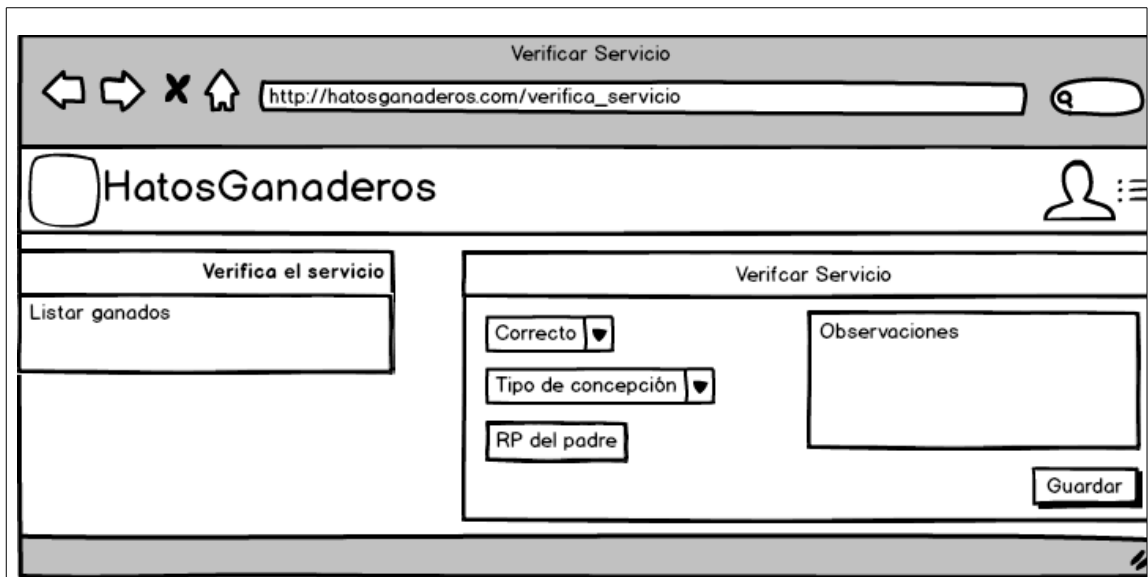 Verificar Servicio
http://hatosganaderos.com/verifica_servicio
HatosGanaderos
Verifica el servicio
Listar ganados
Verifcar Servicio
Correcto
Tipo de concepción
RP del padre
Observaciones
Guardar